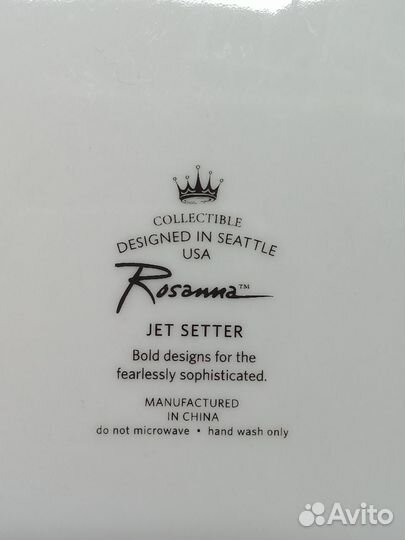 COLLECTIBLE
DESIGNED IN SEATTLE
USA
Rosanna™
JET SETTER
Bold designs for the
fearlessly sophisticated.
MANUFACTURED
IN CHINA
do not microwave • hand wash only
Avito